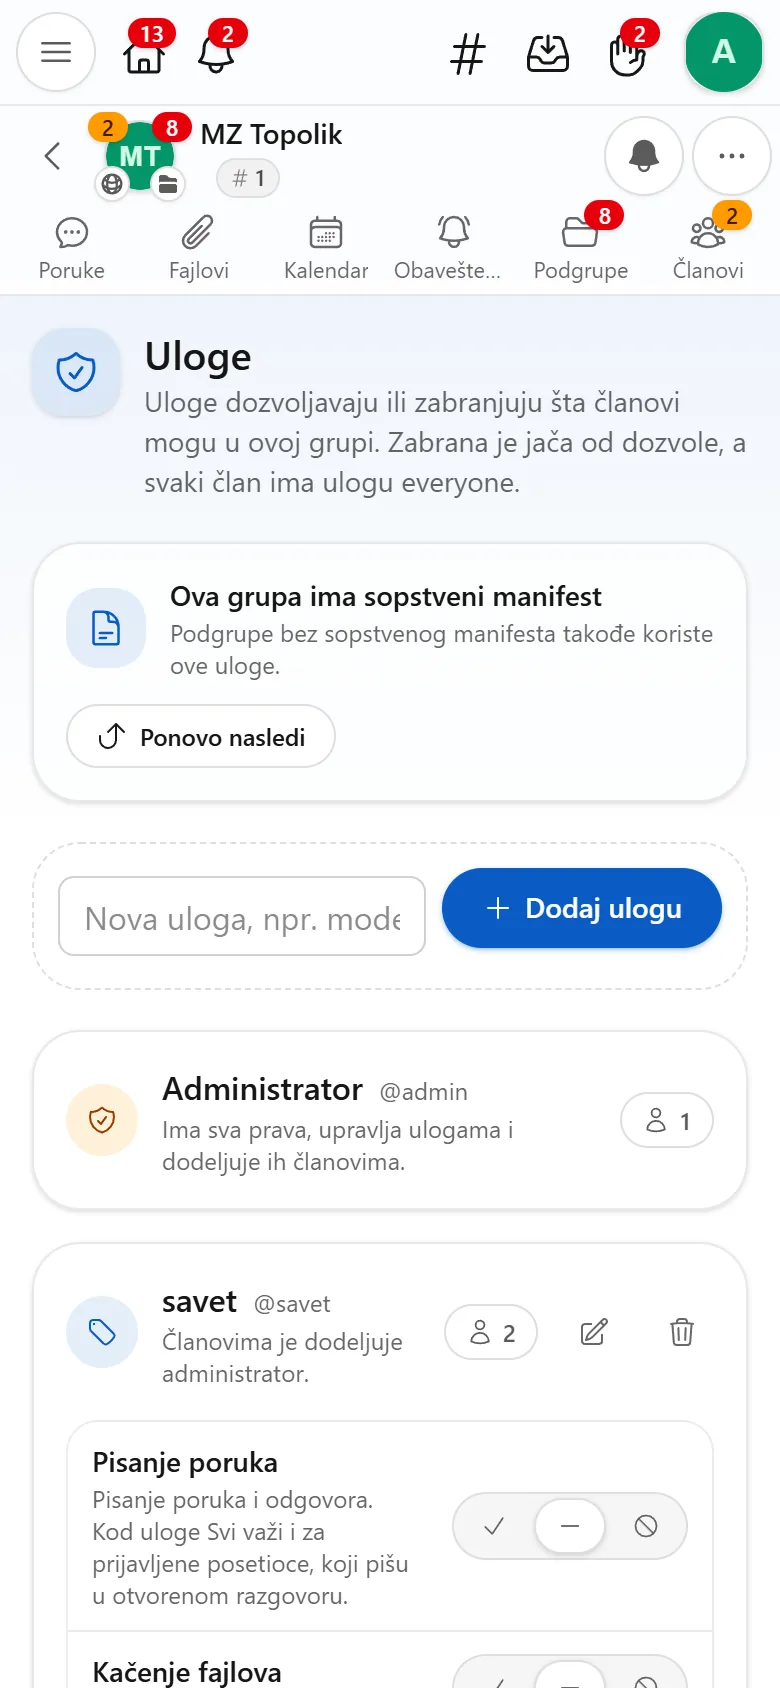 13
2
#
2
A
2
8
MT
MZ Topolik
# 1
Poruke
Fajlovi
Kalendar
Obavešte...
8
Podgrupe
2
Članovi
Uloge
Uloge dozvoljavaju ili zabranjuju šta članovi
mogu u ovoj grupi. Zabrana je jača od dozvole, a
svaki član ima ulogu everyone.
Ova grupa ima sopstveni manifest
Podgrupe bez sopstvenog manifesta takođe koriste
ove uloge.
Ponovo nasledi
Nova uloga, npr. mode
Dodaj ulogu
Administrator @admin
Ima sva prava, upravlja ulogama i
dodeljuje ih članovima.
1
savet @savet
Članovima je dodeljuje
administrator.
2
Pisanje poruka
Pisanje poruka i odgovora.
Kod uloge Svi važi i za
prijavljene posetioce, koji pišu
u otvorenom razgovoru.
Kačenje fajlova